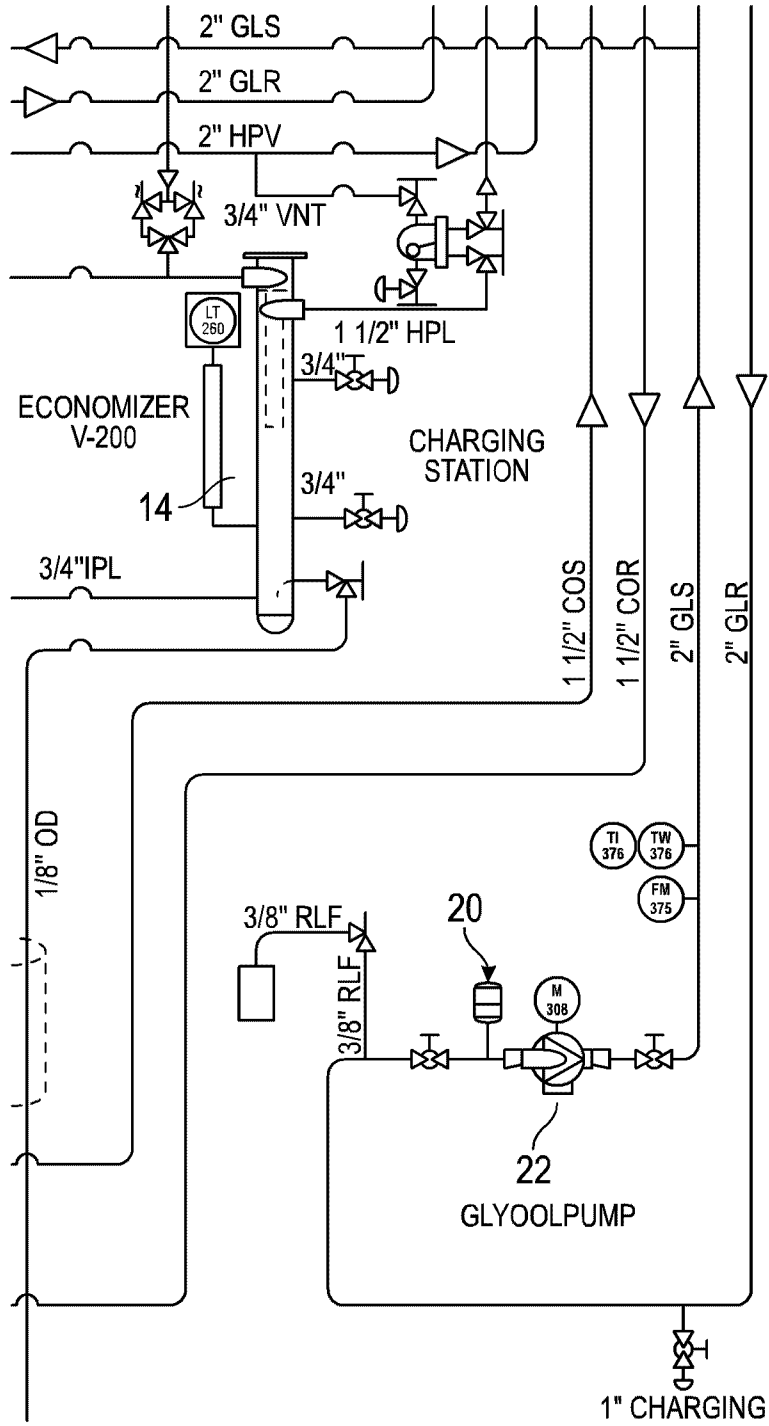 2" GLS
2" GLR
2" HPV
3/4" VNT
LT
260
1 1/2" HPL
3/4"
ECONOMIZER
V-200
CHARGING
STATION
14
3/4"
3/4"IPL
1 1/2" COS
1 1/2" COR
2" GLS
2" GLR
1/8" OD
TI
376
TW
376
FM
375
3/8" RLF
20
3/8" RLF
M
308
22
GLYOOLPUMP
1" CHARGING